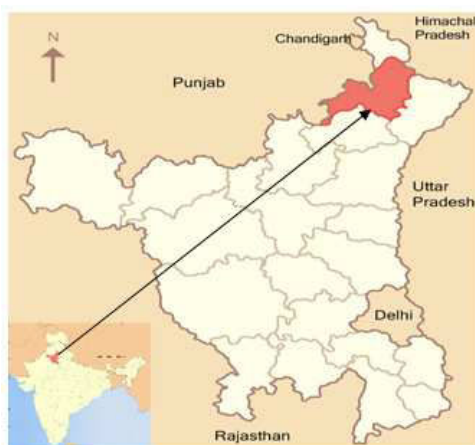 N
Himachal
Pradesh
Chandigarh
Punjab
Uttar
Pradesh
Delhi
Rajasthan